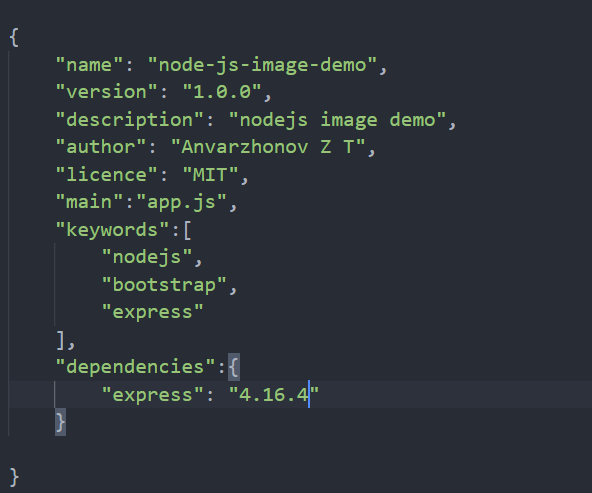 {
    "name": "node-js-image-demo",
    "version": "1.0.0",
    "description": "nodejs image demo",
    "author": "Anvarzhonov Z T",
    "licence": "MIT",
    "main":"app.js",
    "keywords":[
        "nodejs",
        "bootstrap",
        "express"
    ],
    "dependencies":{
        "express": "4.16.4"
    }
}